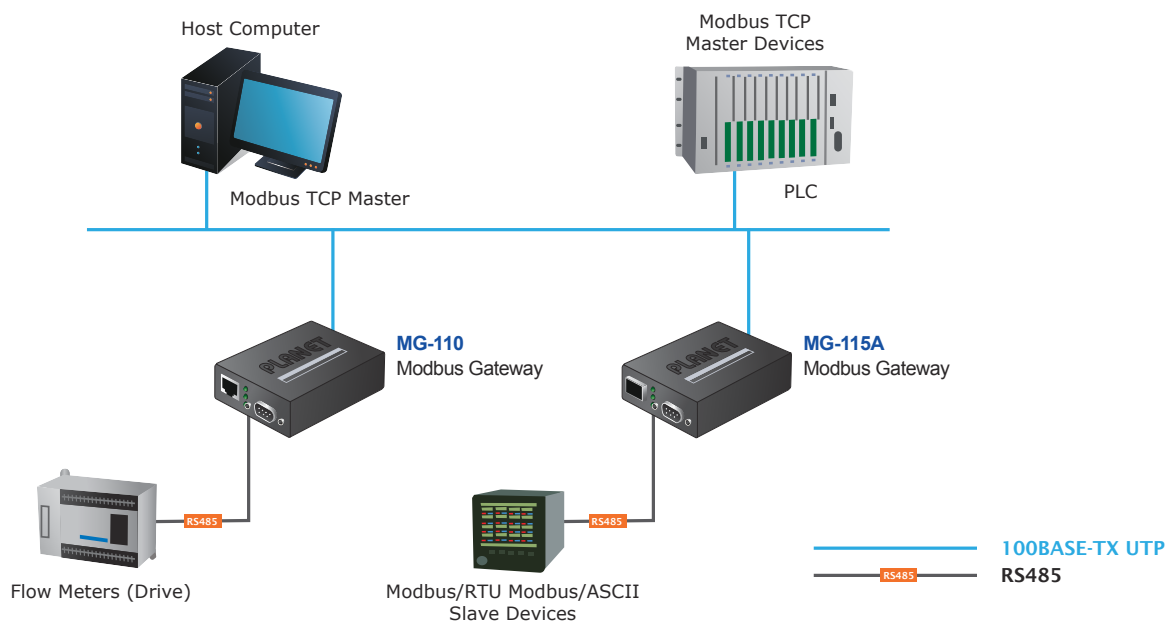 Host Computer
Modbus TCP
Master Devices
Modbus TCP Master
PLC
PLANET
MG-110
Modbus Gateway
PLANET
MG-115A
Modbus Gateway
RS485
RS485
Flow Meters (Drive)
Modbus/RTU Modbus/ASCII
Slave Devices
100BASE-TX UTP
RS485
RS485